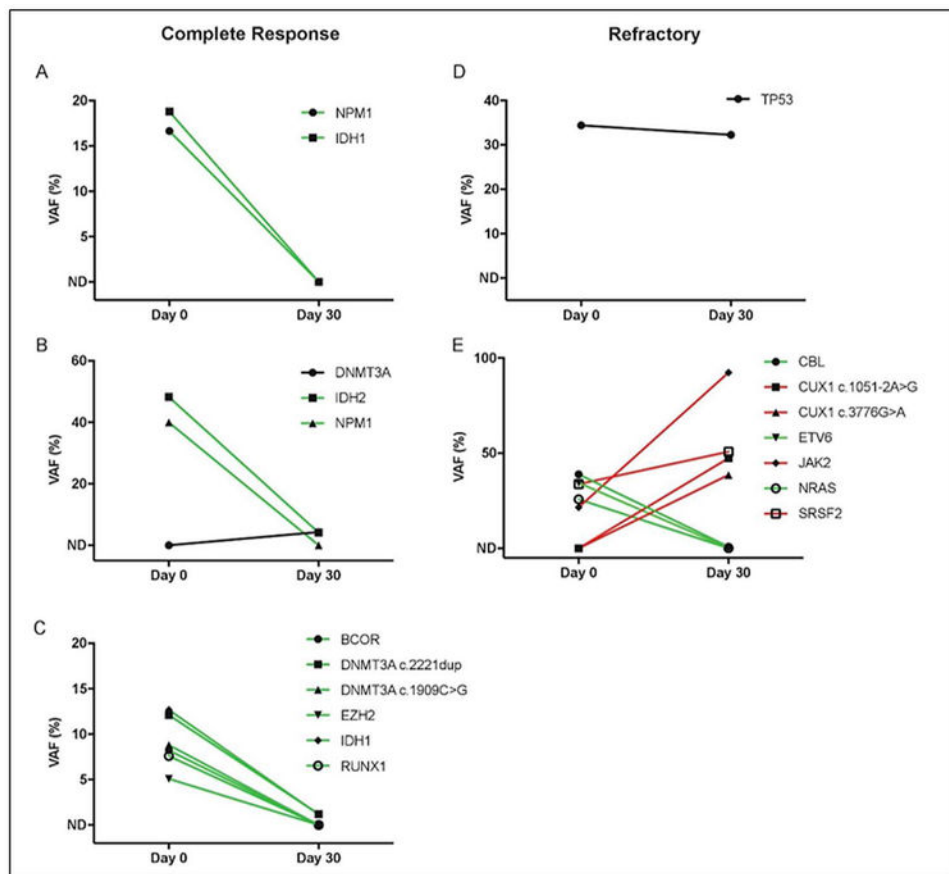 Complete Response
Refractory
A
20
15
10
5
ND
VAF (%)
Day 0
Day 30
NPM1
IDH1
D
40
30
20
10
ND
VAF (%)
Day 0
Day 30
TP53
B
60
40
20
ND
VAF (%)
Day 0
Day 30
DNMT3A
IDH2
NPM1
E
100
50
ND
VAF (%)
Day 0
Day 30
CBL
CUX1 c.1051-2A>G
CUX1 c.3776G>A
ETV6
JAK2
NRAS
SRSF2
C
20
15
10
5
ND
VAF (%)
Day 0
Day 30
BCOR
DNMT3A c.2221dup
DNMT3A c.1909C>G
EZH2
IDH1
RUNX1